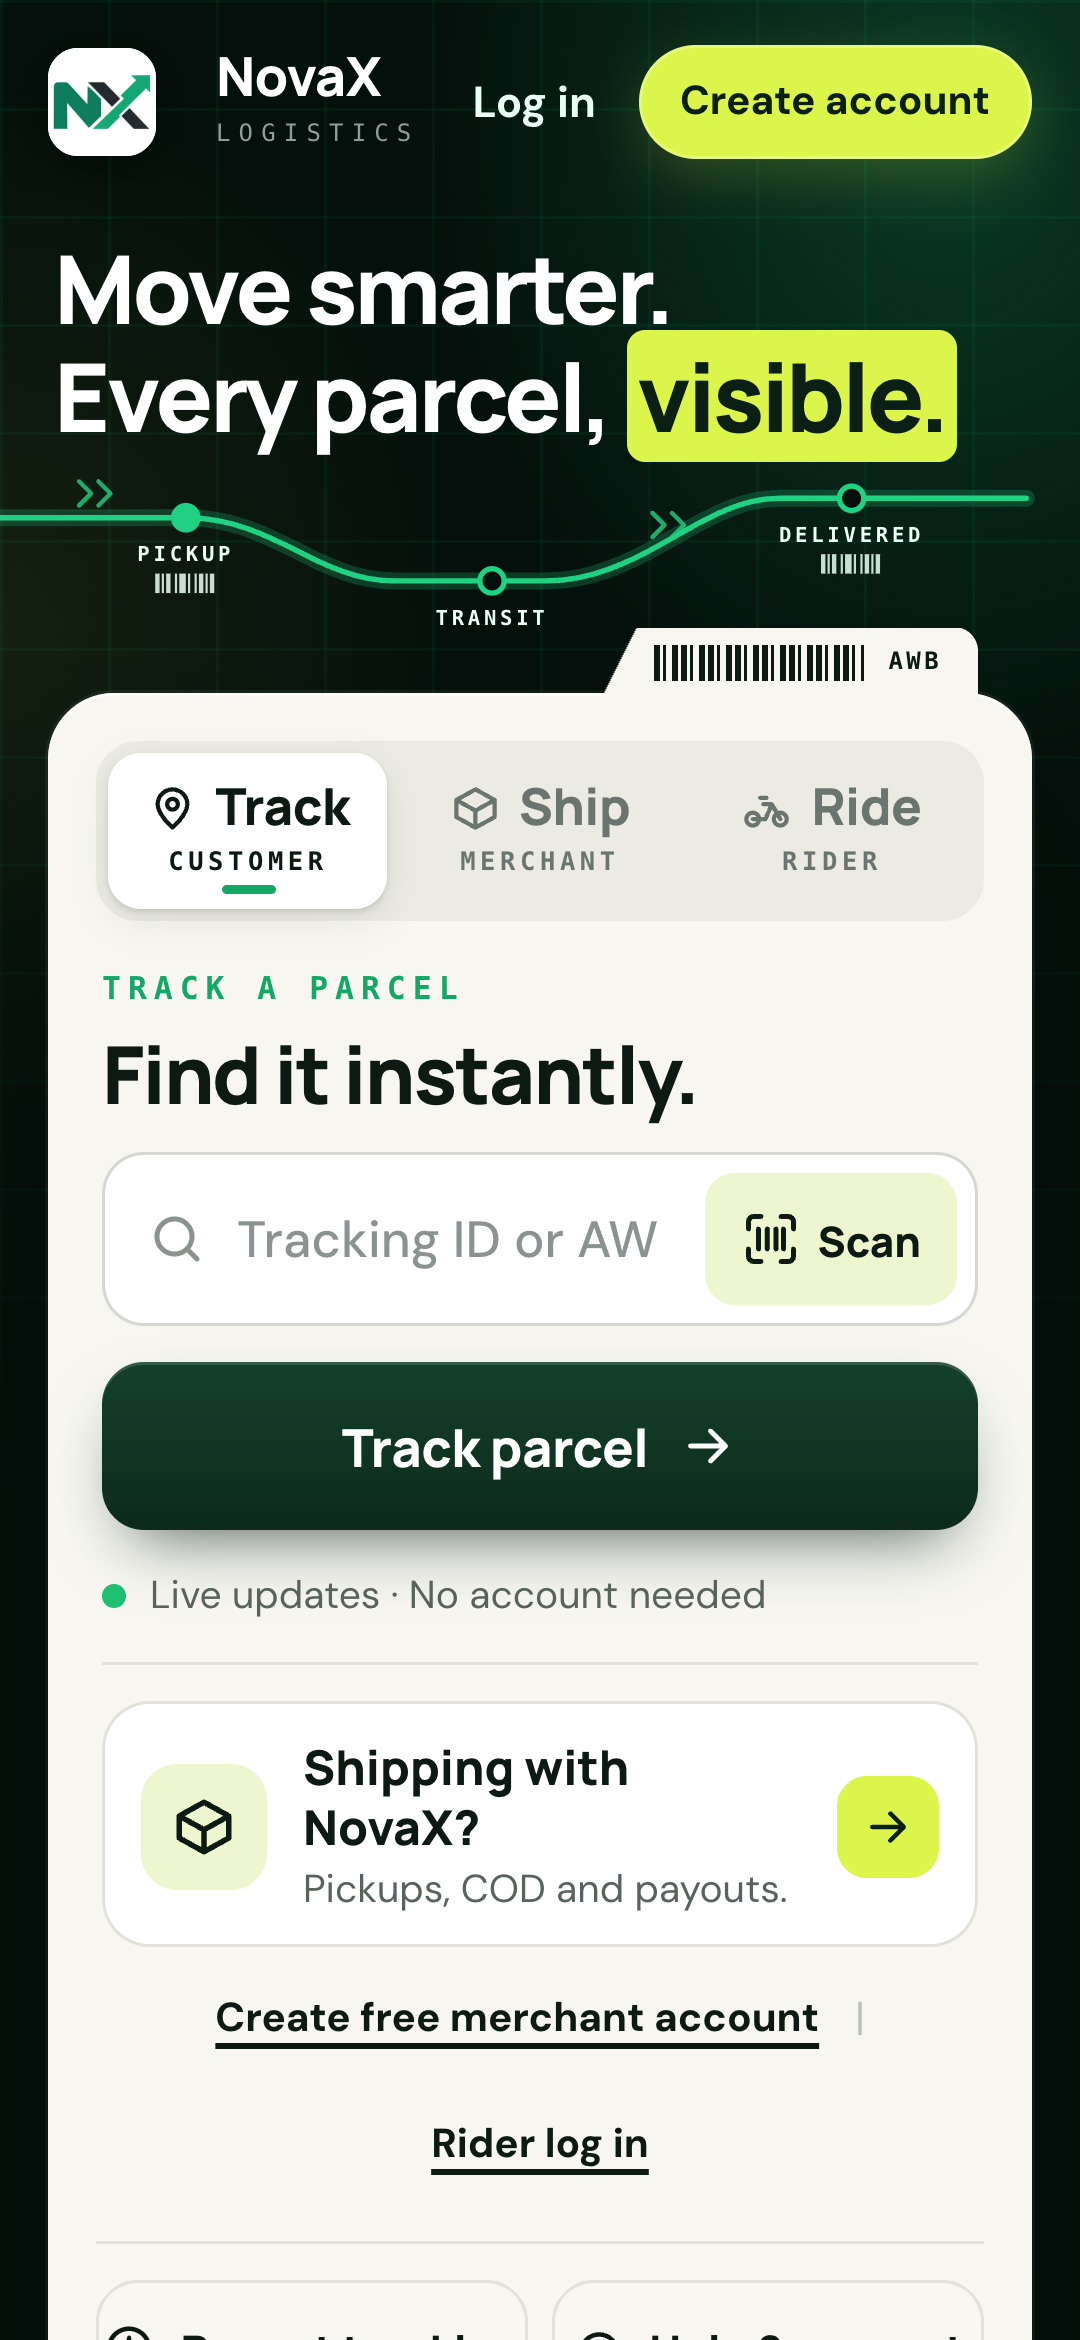 NX
NovaX
LOGISTICS
Log in
Create account
Move smarter.
Every parcel, visible.
PICKUP
TRANSIT
DELIVERED
AWB
Track
CUSTOMER
Ship
MERCHANT
Ride
RIDER
TRACK A PARCEL
Find it instantly.
Tracking ID or AW
Scan
Track parcel
Live updates · No account needed
Shipping with
NovaX?
Pickups, COD and payouts.
Create free merchant account |
Rider log in